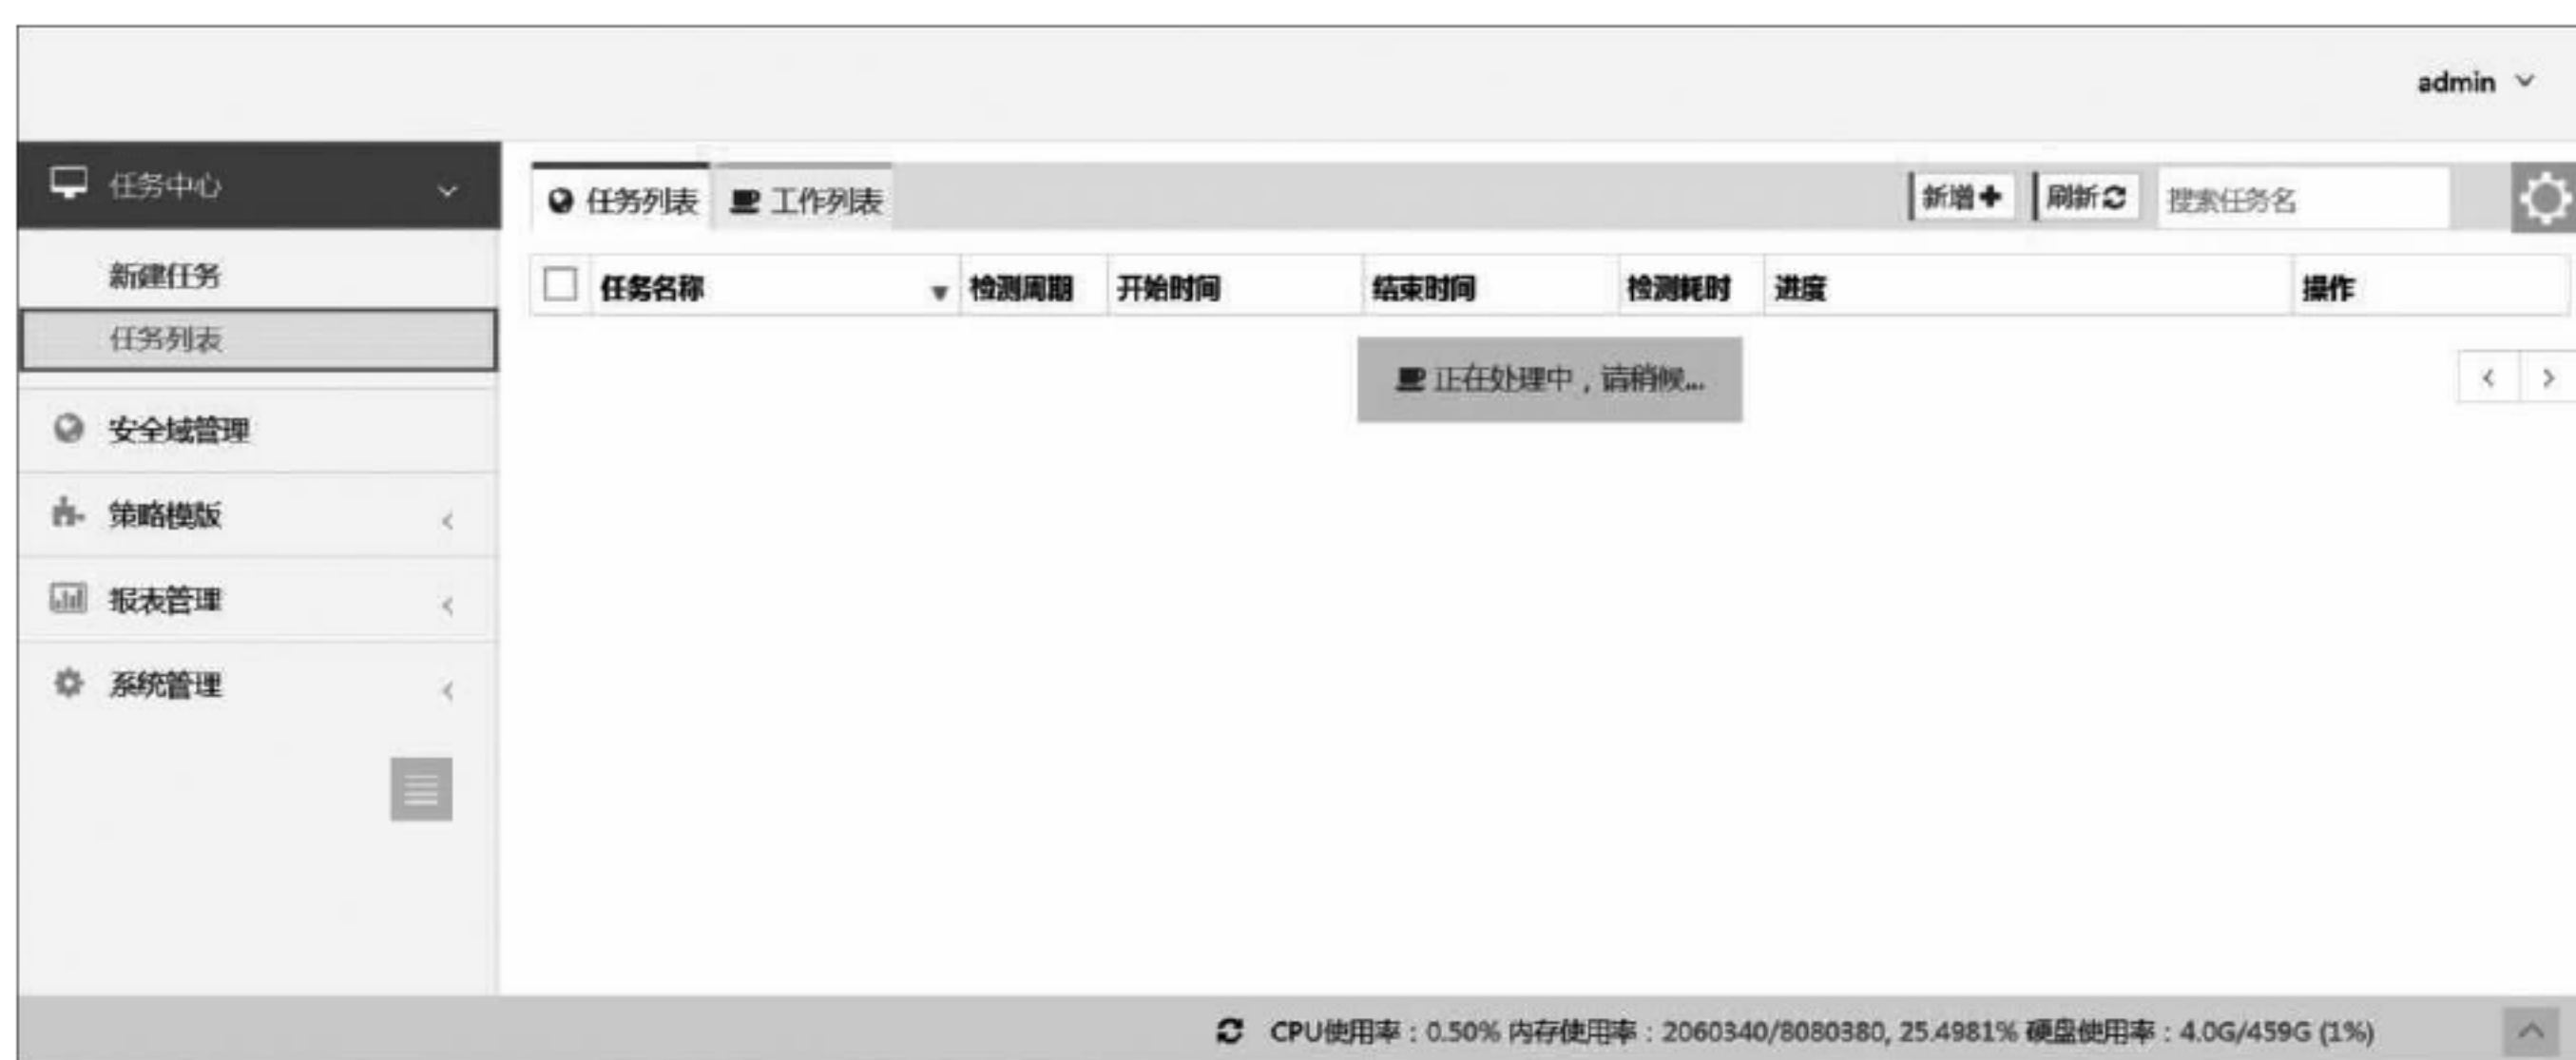 admin
任务中心
新建任务
任务列表
安全域管理
策略模版
报表管理
系统管理
任务列表 工作列表 新增 刷新 搜索任务名
任务名称 检测周期 开始时间 结束时间 检测耗时 进度 操作
正在处理中，请稍候...
CPU使用率：0.50% 内存使用率：2060340/8080380, 25.4981% 硬盘使用率：4.0G/459G (1%)